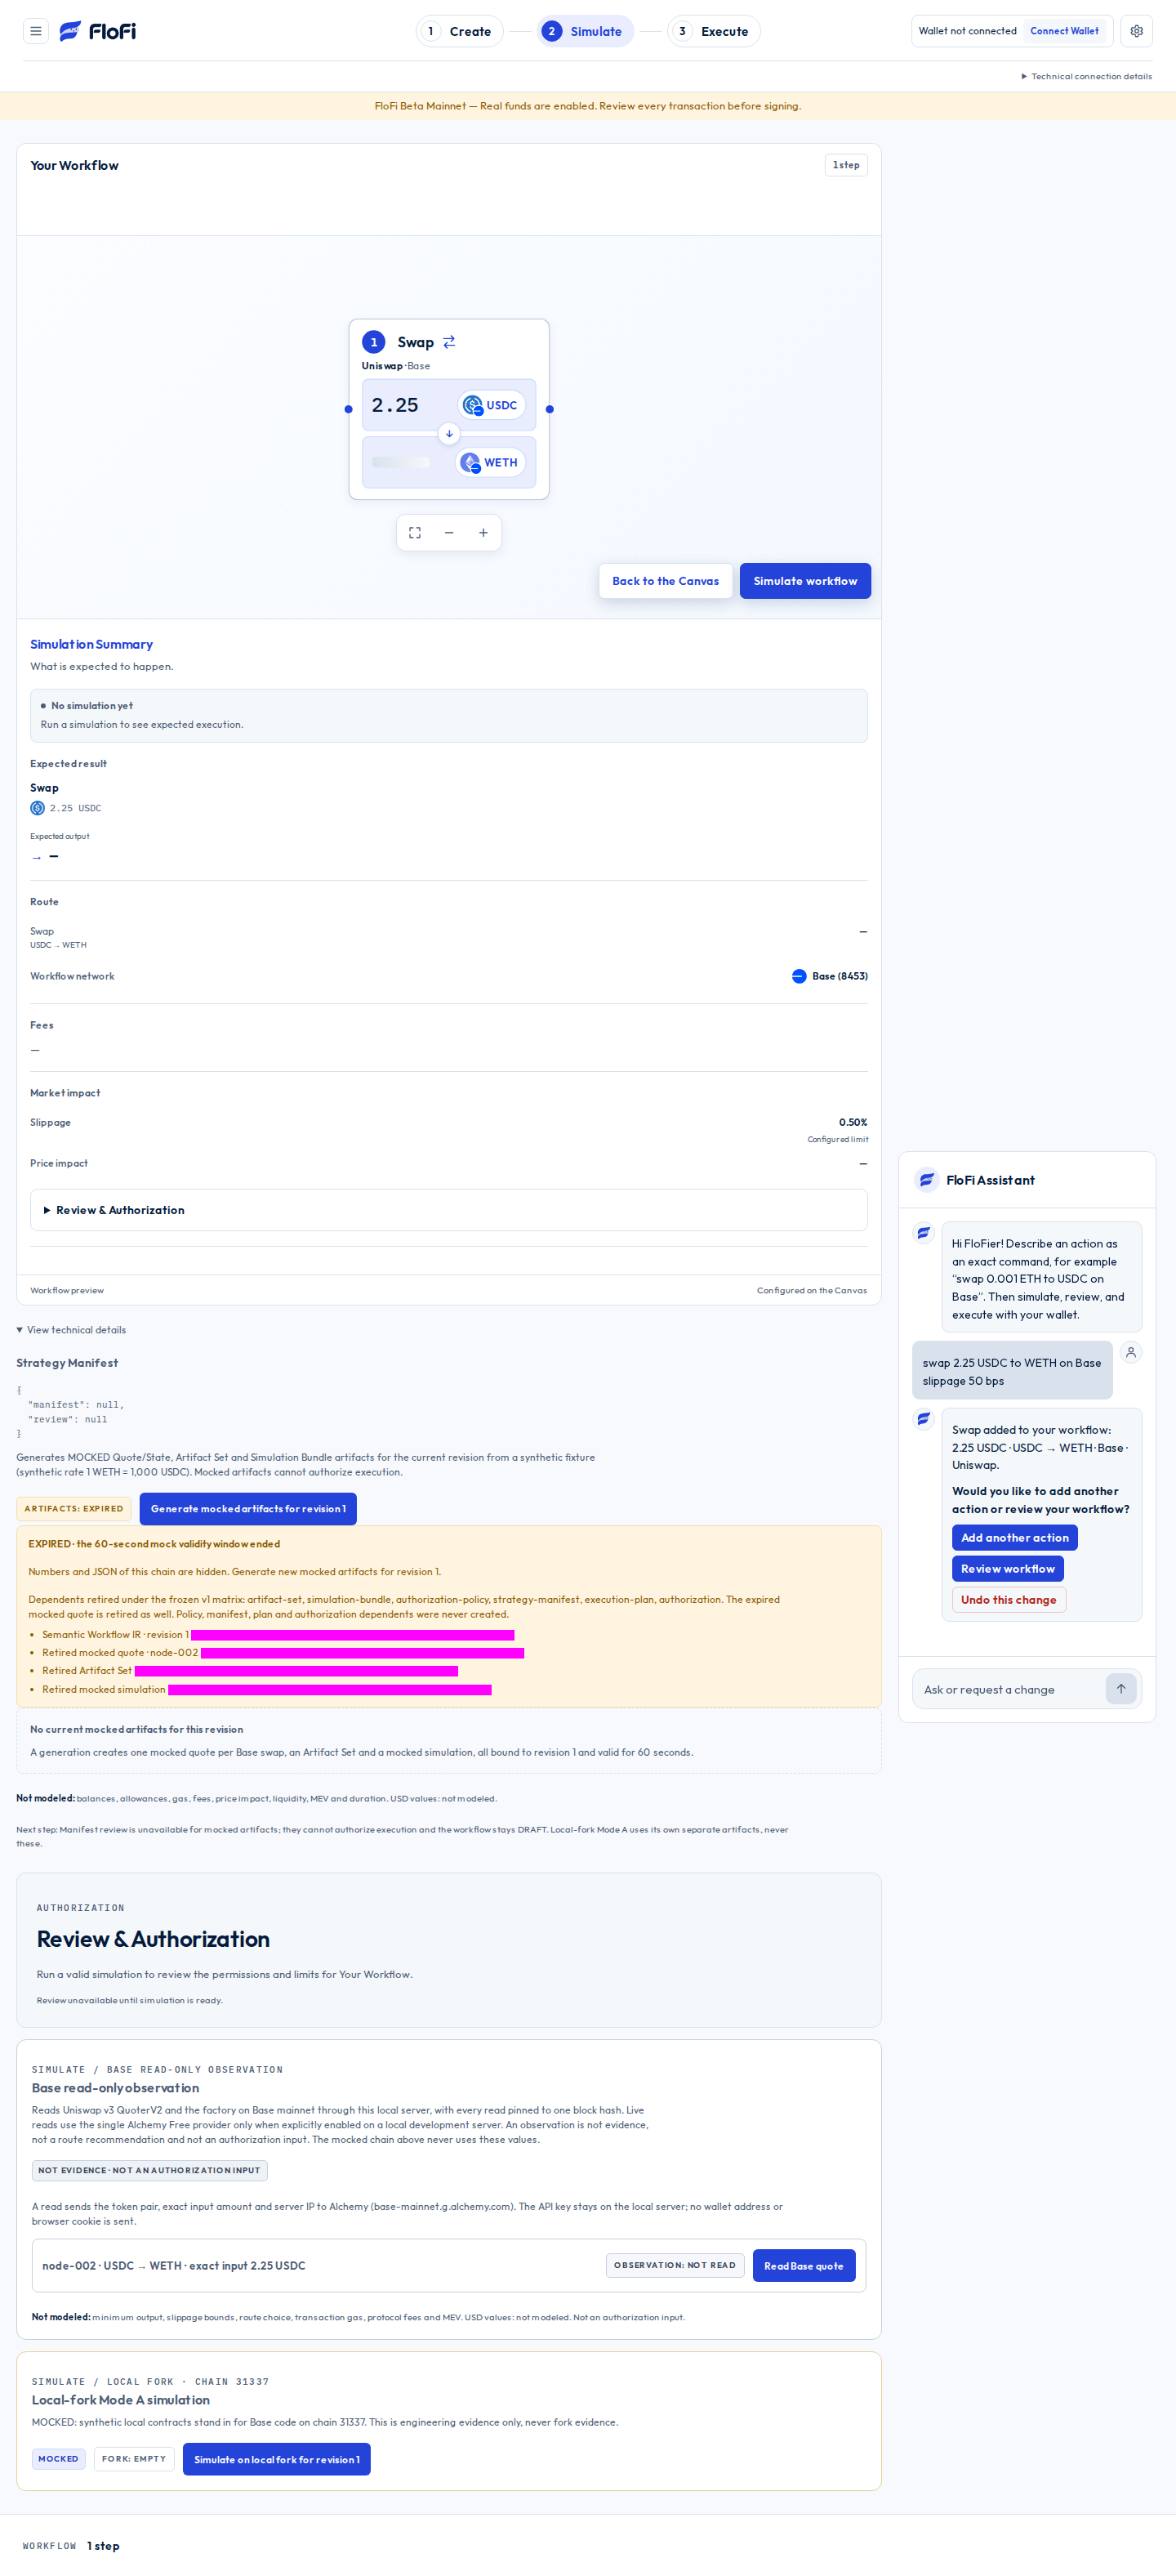 FloFi
1 Create
2 Simulate
3 Execute
Wallet not connected Connect Wallet
▶ Technical connection details
FloFi Beta Mainnet — Real funds are enabled. Review every transaction before signing.
Your Workflow
1 step
1 Swap
Uniswap · Base
2.25 USDC
WETH
Back to the Canvas
Simulate workflow
Simulation Summary
What is expected to happen.
No simulation yet
Run a simulation to see expected execution.
Expected result
Swap
2.25 USDC
Expected output
→ —
Route
Swap —
USDC → WETH
Workflow network Base (8453)
Fees
—
Market impact
Slippage 0.50%
Configured limit
Price impact —
▶ Review & Authorization
Workflow preview Configured on the Canvas
▼ View technical details
Strategy Manifest
{
"manifest": null,
"review": null
}
Generates MOCKED Quote/State, Artifact Set and Simulation Bundle artifacts for the current revision from a synthetic fixture
(synthetic rate 1 WETH = 1,000 USDC). Mocked artifacts cannot authorize execution.
ARTIFACTS: EXPIRED Generate mocked artifacts for revision 1
EXPIRED · the 60-second mock validity window ended
Numbers and JSON of this chain are hidden. Generate new mocked artifacts for revision 1.
Dependents retired under the frozen v1 matrix: artifact-set, simulation-bundle, authorization-policy, strategy-manifest, execution-plan, authorization. The expired
mocked quote is retired as well. Policy, manifest, plan and authorization dependents were never created.
• Semantic Workflow IR · revision 1
• Retired mocked quote · node-002
• Retired Artifact Set
• Retired mocked simulation
No current mocked artifacts for this revision
A generation creates one mocked quote per Base swap, an Artifact Set and a mocked simulation, all bound to revision 1 and valid for 60 seconds.
Not modeled: balances, allowances, gas, fees, price impact, liquidity, MEV and duration. USD values: not modeled.
Next step: Manifest review is unavailable for mocked artifacts; they cannot authorize execution and the workflow stays DRAFT. Local-fork Mode A uses its own separate artifacts, never
these.
AUTHORIZATION
Review & Authorization
Run a valid simulation to review the permissions and limits for Your Workflow.
Review unavailable until simulation is ready.
SIMULATE / BASE READ-ONLY OBSERVATION
Base read-only observation
Reads Uniswap v3 QuoterV2 and the factory on Base mainnet through this local server, with every read pinned to one block hash. Live
reads use the single Alchemy Free provider only when explicitly enabled on a local development server. An observation is not evidence,
not a route recommendation and not an authorization input. The mocked chain above never uses these values.
NOT EVIDENCE · NOT AN AUTHORIZATION INPUT
A read sends the token pair, exact input amount and server IP to Alchemy (base-mainnet.g.alchemy.com). The API key stays on the local server; no wallet address or
browser cookie is sent.
node-002 · USDC → WETH · exact input 2.25 USDC OBSERVATION: NOT READ Read Base quote
Not modeled: minimum output, slippage bounds, route choice, transaction gas, protocol fees and MEV. USD values: not modeled. Not an authorization input.
SIMULATE / LOCAL FORK · CHAIN 31337
Local-fork Mode A simulation
MOCKED: synthetic local contracts stand in for Base code on chain 31337. This is engineering evidence only, never fork evidence.
MOCKED FORK: EMPTY Simulate on local fork for revision 1
FloFi Assistant
Hi FloFier! Describe an action as
an exact command, for example
“swap 0.001 ETH to USDC on
Base”. Then simulate, review, and
execute with your wallet.
swap 2.25 USDC to WETH on Base
slippage 50 bps
Swap added to your workflow:
2.25 USDC · USDC → WETH · Base ·
Uniswap.
Would you like to add another
action or review your workflow?
Add another action
Review workflow
Undo this change
Ask or request a change
WORKFLOW 1 step